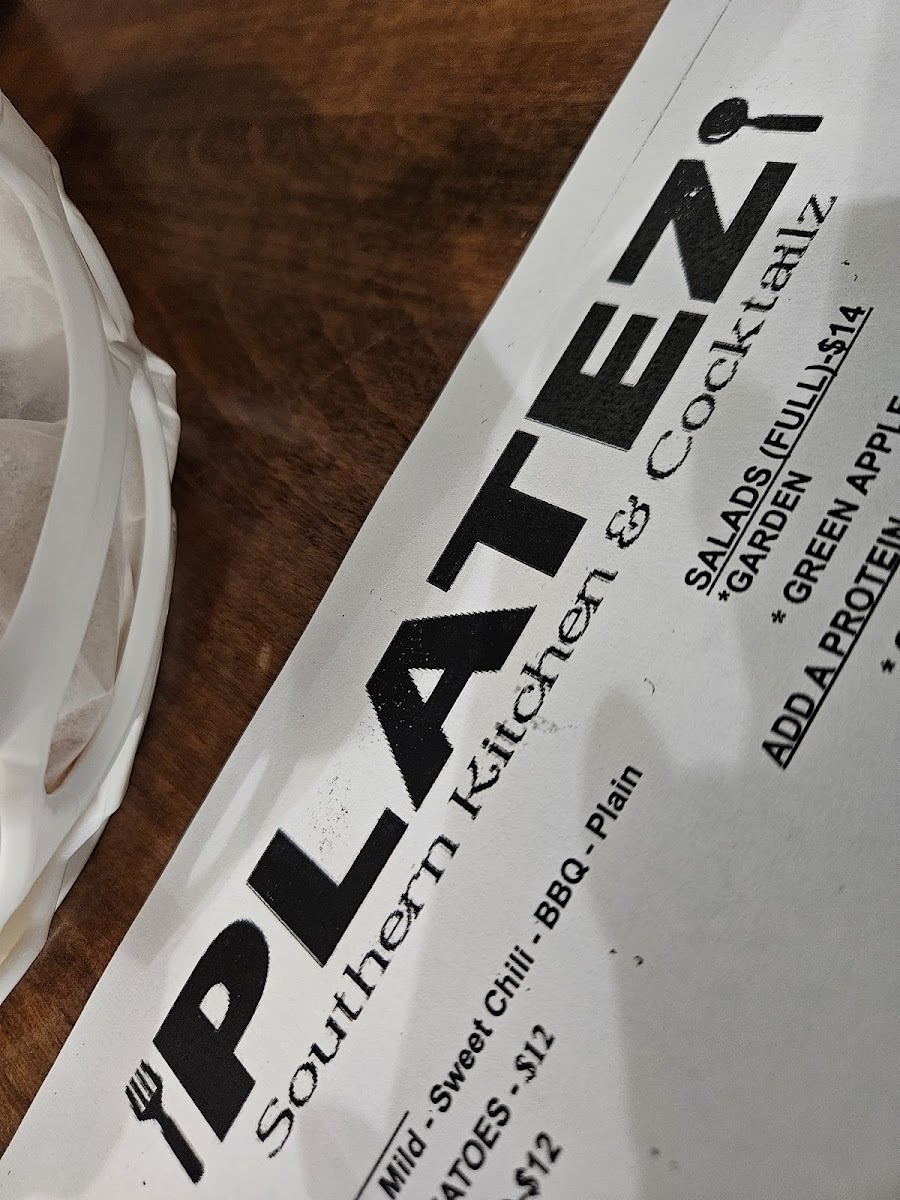 PLATEZ
Southern Kitchen & Cocktailz
Mild - Sweet Chili - BBQ - Plain
ATOES - $12
-$12
SALADS (FULL)-$14
*GARDEN
* GREEN APPLE
ADD A PROTEIN
*